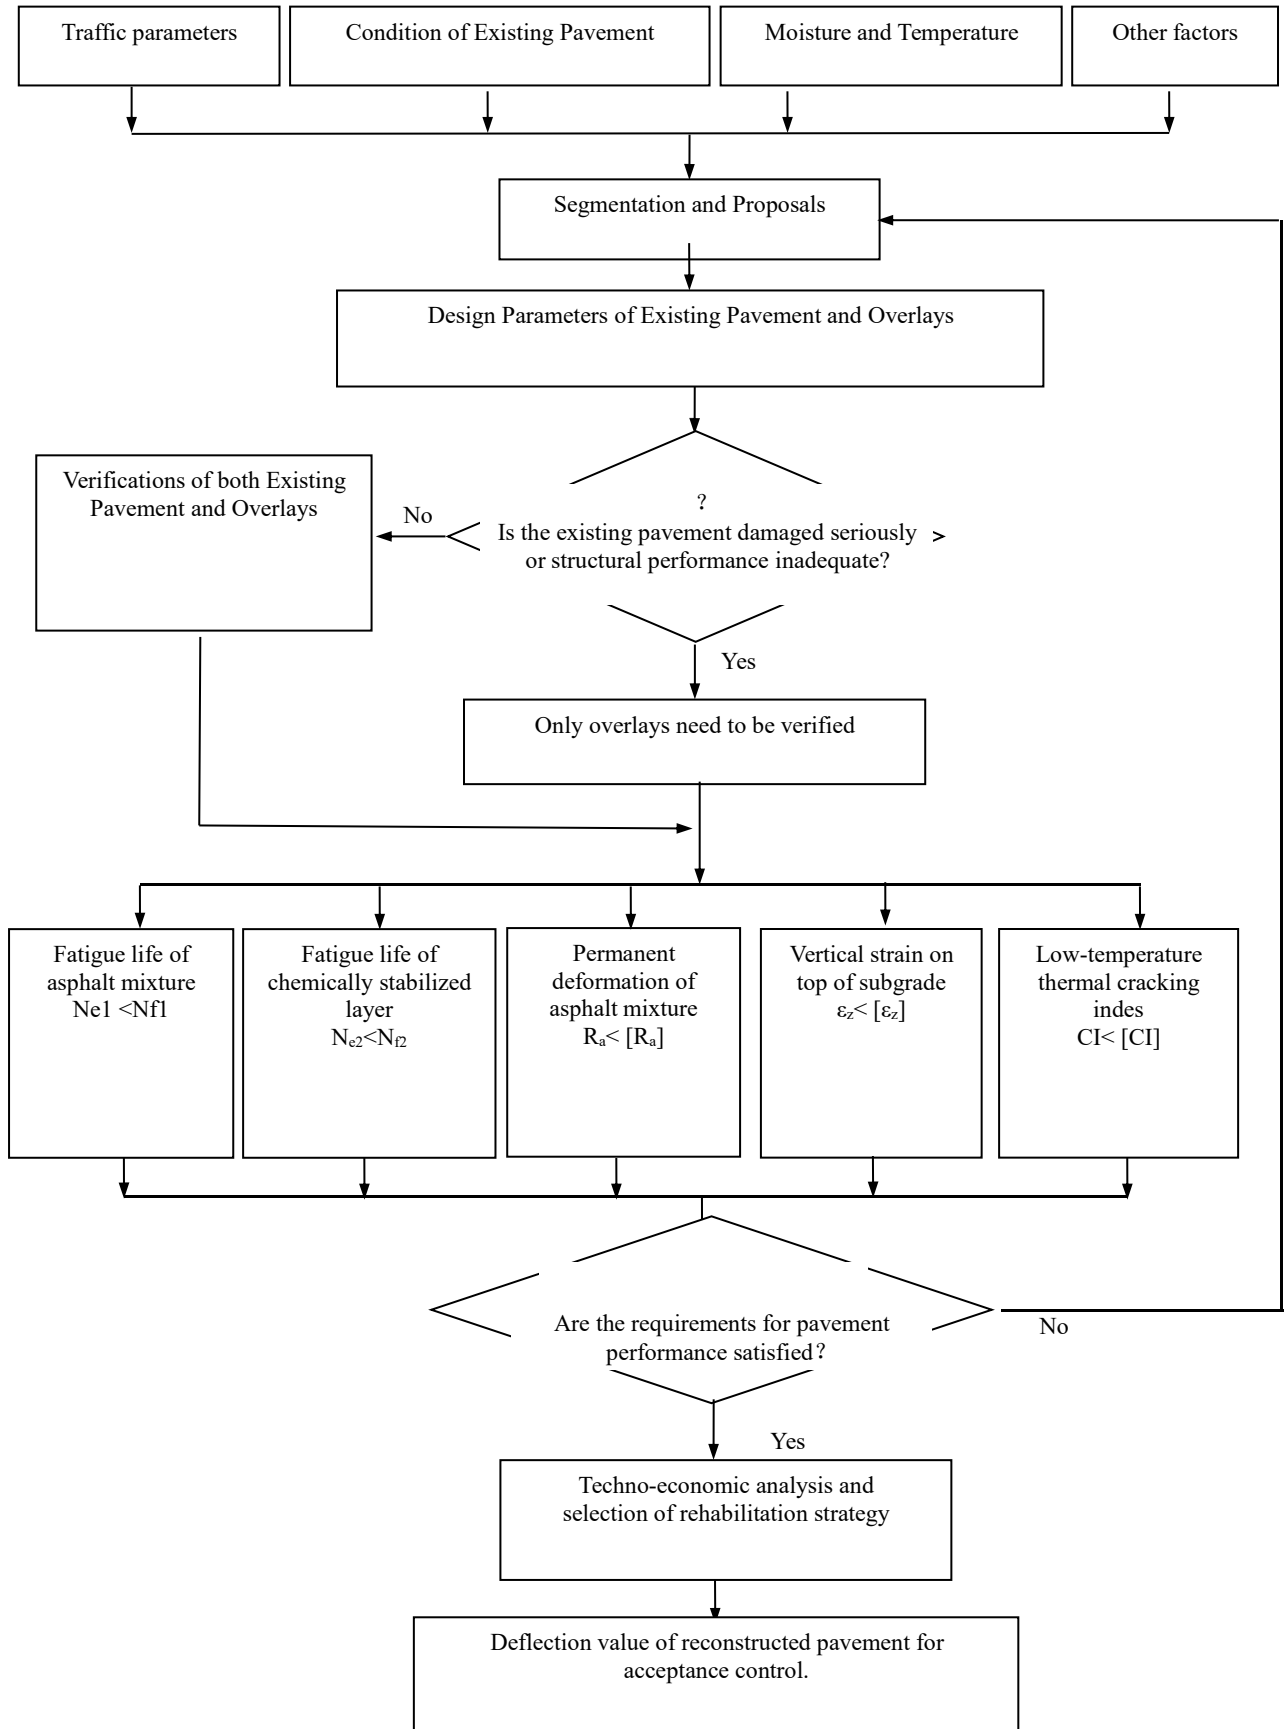 Traffic parameters
Condition of Existing Pavement
Moisture and Temperature
Other factors
Segmentation and Proposals
Design Parameters of Existing Pavement and Overlays
Verifications of both Existing
Pavement and Overlays
No
?
Is the existing pavement damaged seriously
or structural performance inadequate?
Yes
Only overlays need to be verified
Fatigue life of
asphalt mixture
Ne1 <Nf1
Fatigue life of
chemically stabilized
layer
Nₑ₂<N_f2
Permanent
deformation of
asphalt mixture
Rₐ< [Rₐ]
Vertical strain on
top of subgrade
ε_z< [ε_z]
Low-temperature
thermal cracking
indes
CI< [CI]
Are the requirements for pavement
performance satisfied?
No
Yes
Techno-economic analysis and
selection of rehabilitation strategy
Deflection value of reconstructed pavement for
acceptance control.